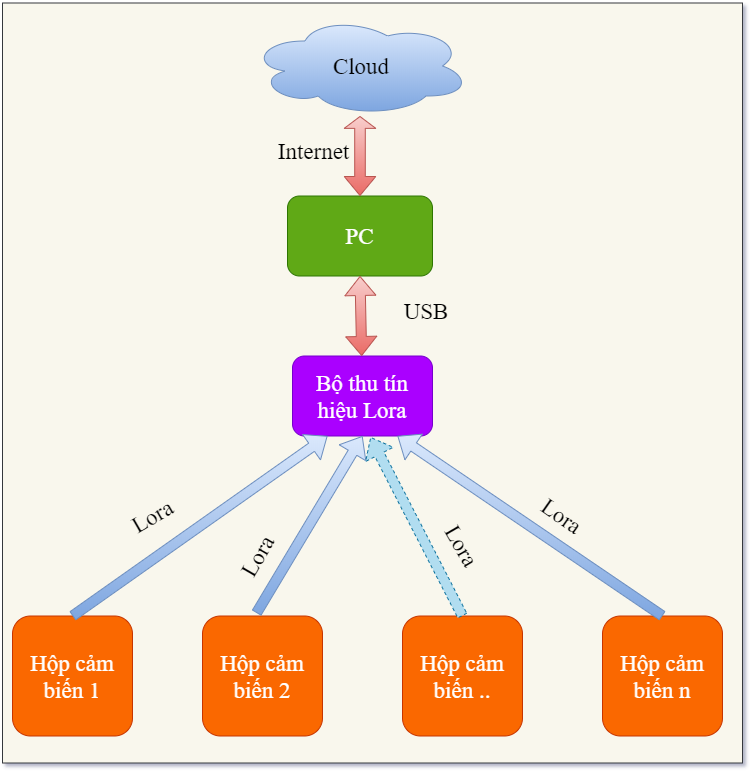 Cloud
Internet
PC
USB
Bộ thu tín
hiệu Lora
Lora
Lora
Lora
Lora
Hộp cảm
biến 1
Hộp cảm
biến 2
Hộp cảm
biến ..
Hộp cảm
biến n